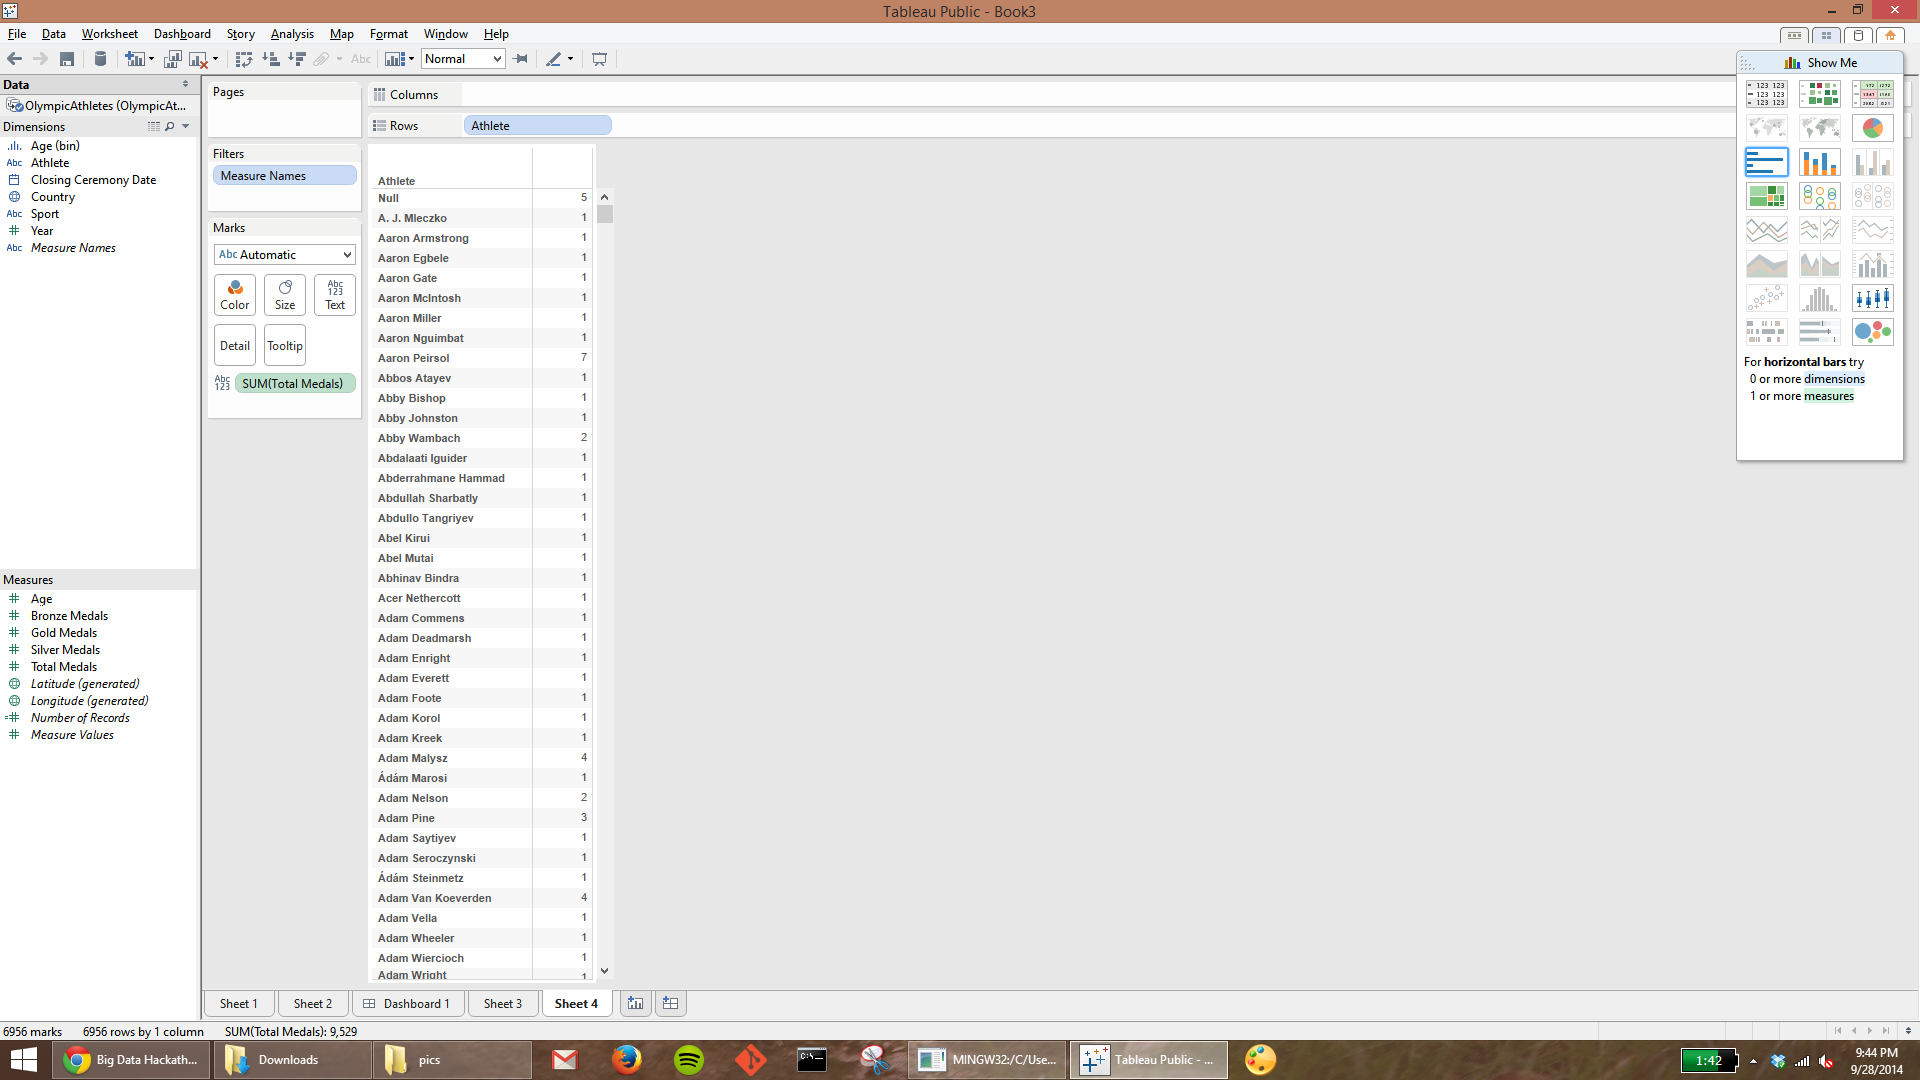 Tableau Public - Book3
File Data Worksheet Dashboard Story Analysis Map Format Window Help
Abc Normal
Show Me
Data
OlympicAthletes (OlympicAt...
Dimensions
Age (bin)
Abc Athlete
Closing Ceremony Date
Country
Abc Sport
Year
Abc Measure Names
Measures
Age
Bronze Medals
Gold Medals
Silver Medals
Total Medals
Latitude (generated)
Longitude (generated)
Number of Records
Measure Values
Pages
Filters
Measure Names
Marks
Abc Automatic
Color Size Abc 123 Text
Detail Tooltip
Abc 123 SUM(Total Medals)
Columns
Rows Athlete
Athlete
Null 5
A. J. Mleczko 1
Aaron Armstrong 1
Aaron Egbele 1
Aaron Gate 1
Aaron McIntosh 1
Aaron Miller 1
Aaron Nguimbat 1
Aaron Peirsol 7
Abbos Atayev 1
Abby Bishop 1
Abby Johnston 1
Abby Wambach 2
Abdalaati Iguider 1
Abderrahmane Hammad 1
Abdullah Sharbatly 1
Abdullo Tangriyev 1
Abel Kirui 1
Abel Mutai 1
Abhinav Bindra 1
Acer Nethercott 1
Adam Commens 1
Adam Deadmarsh 1
Adam Enright 1
Adam Everett 1
Adam Foote 1
Adam Korol 1
Adam Kreek 1
Adam Malysz 4
Ádám Marosi 1
Adam Nelson 2
Adam Pine 3
Adam Saytiyev 1
Adam Seroczynski 1
Ádám Steinmetz 1
Adam Van Koeverden 4
Adam Vella 1
Adam Wheeler 1
Adam Wiercioch 1
Adam Wright 1
For horizontal bars try
0 or more dimensions
1 or more measures
Sheet 1 Sheet 2 Dashboard 1 Sheet 3 Sheet 4
6956 marks 6956 rows by 1 column SUM(Total Medals): 9,529
Big Data Hackath... Downloads pics MINGW32:/C/Use... Tableau Public - ...
1:42
9:44 PM
9/28/2014